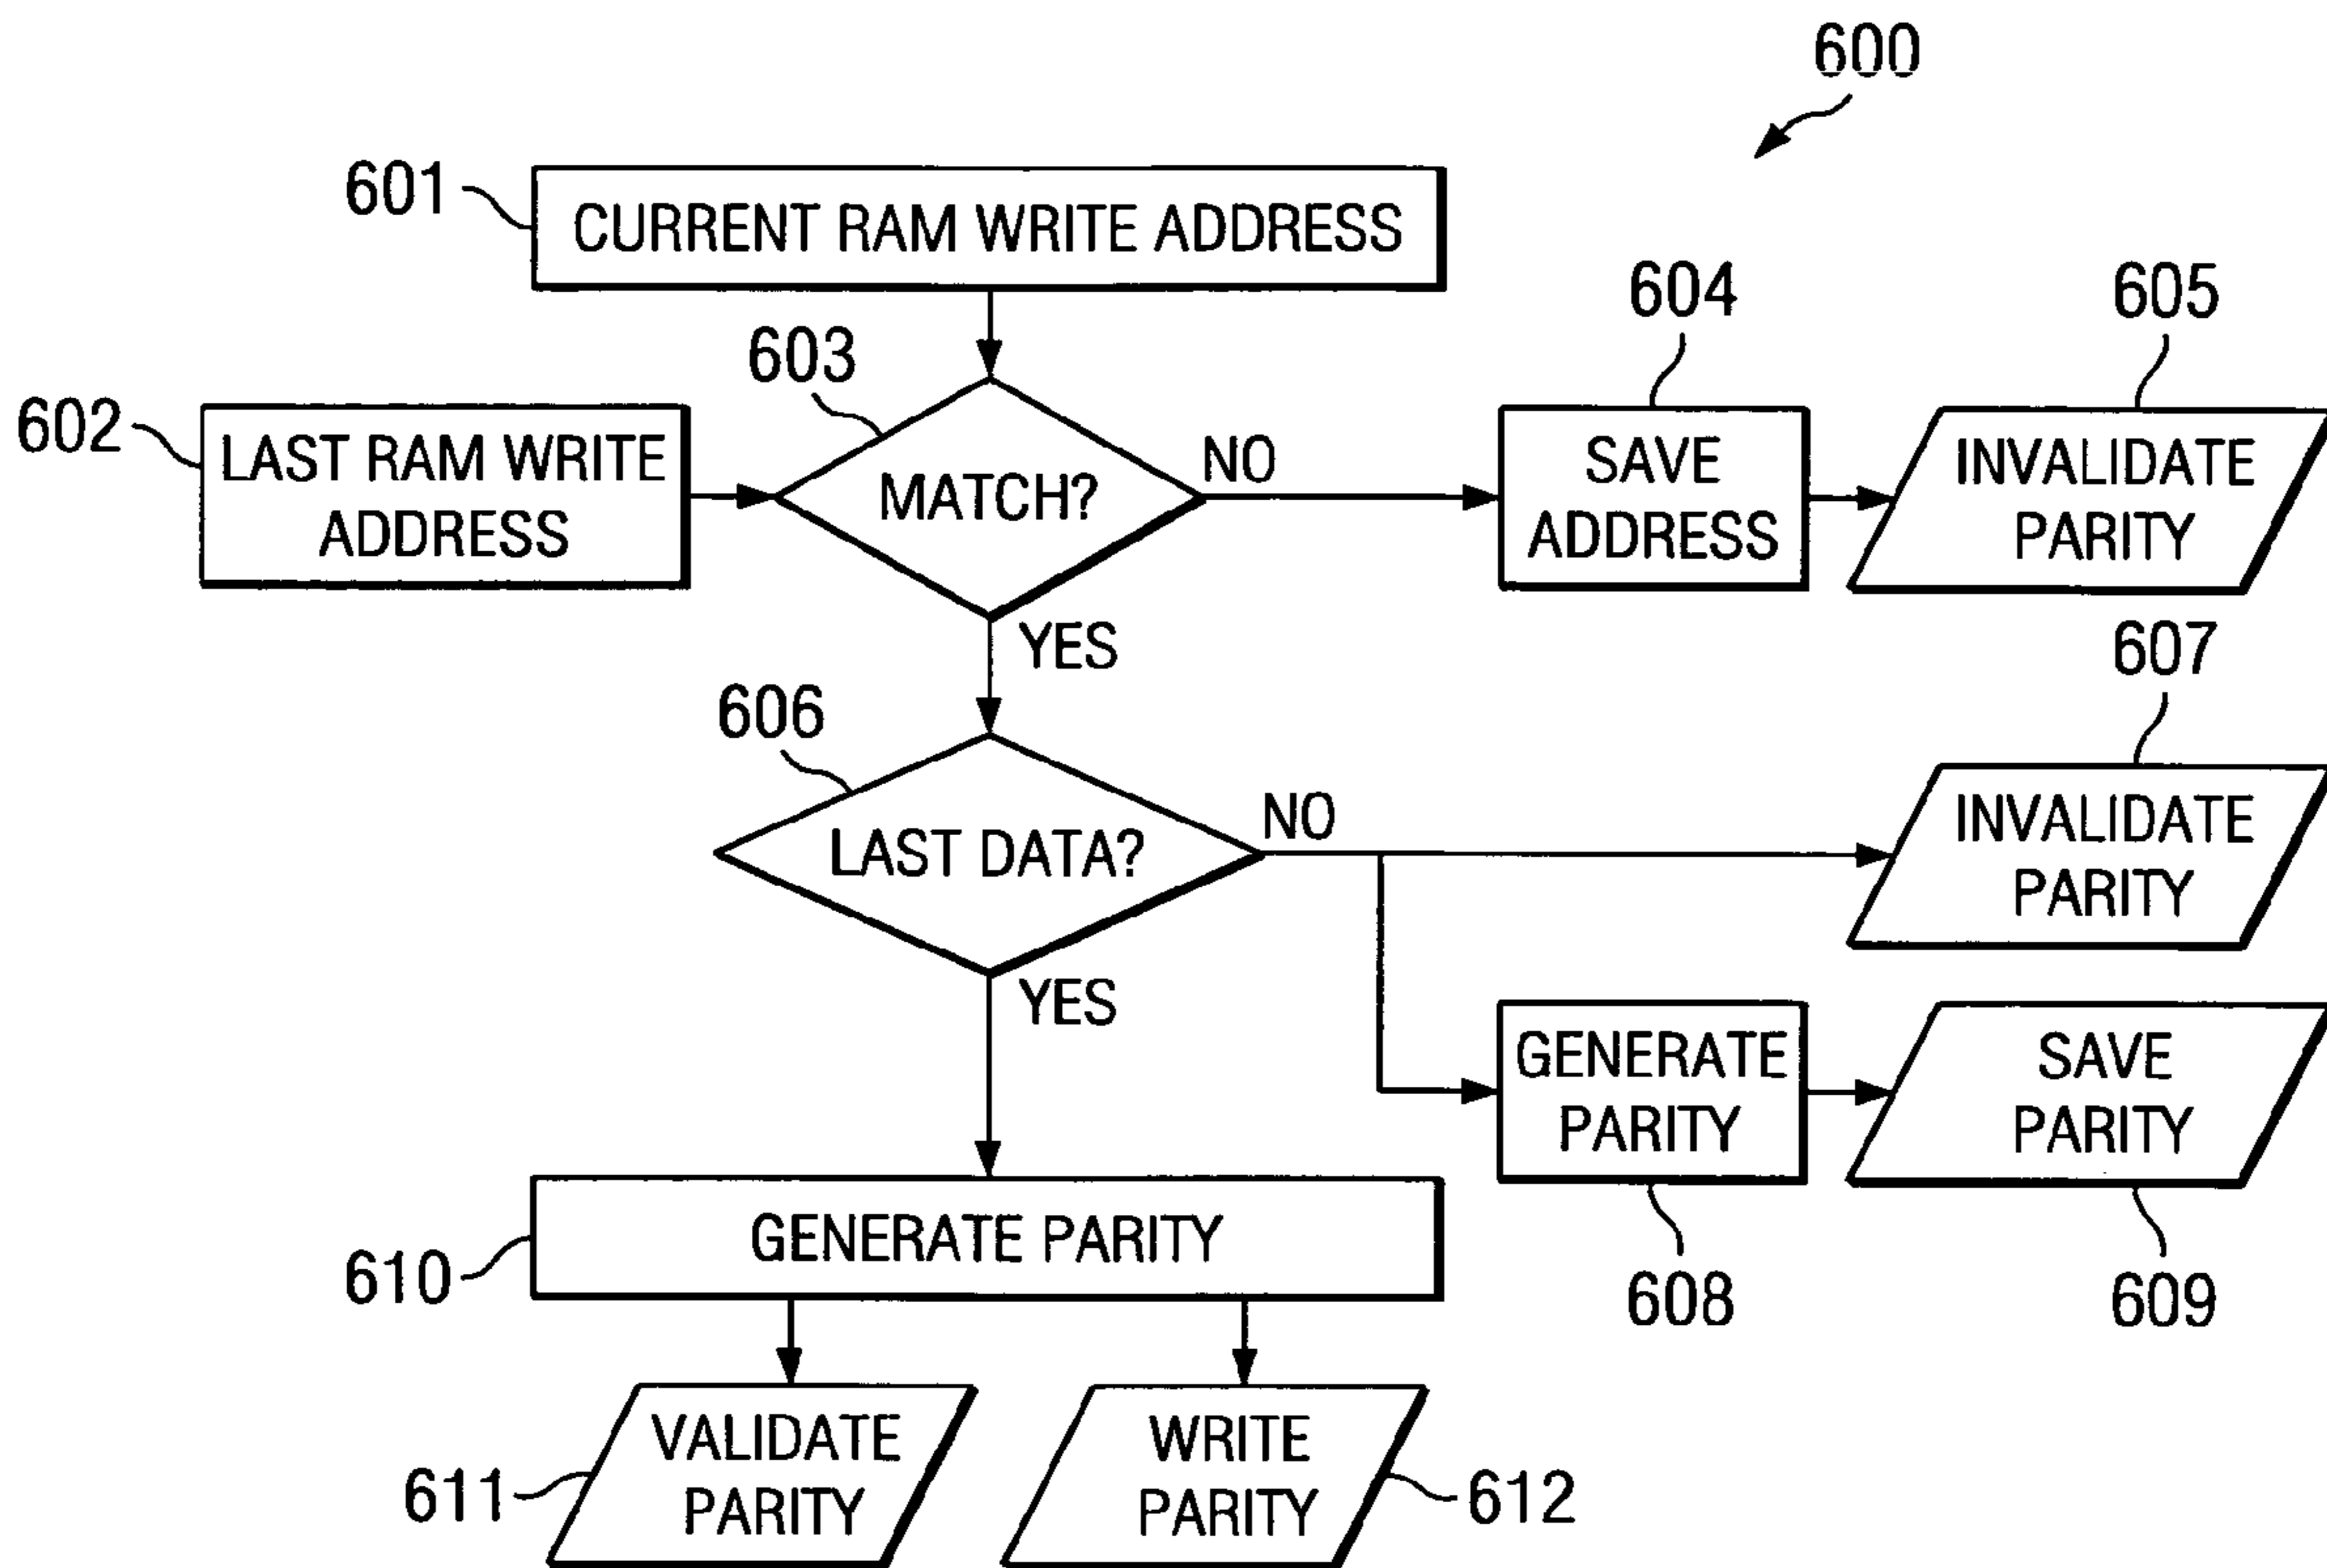 600
601
CURRENT RAM WRITE ADDRESS
604
605
603
602
LAST RAM WRITE
ADDRESS
MATCH?
NO
SAVE
ADDRESS
INVALIDATE
PARITY
YES
607
606
LAST DATA?
NO
INVALIDATE
PARITY
YES
GENERATE
PARITY
SAVE
PARITY
610
GENERATE PARITY
608
609
611
VALIDATE
PARITY
WRITE
PARITY
612